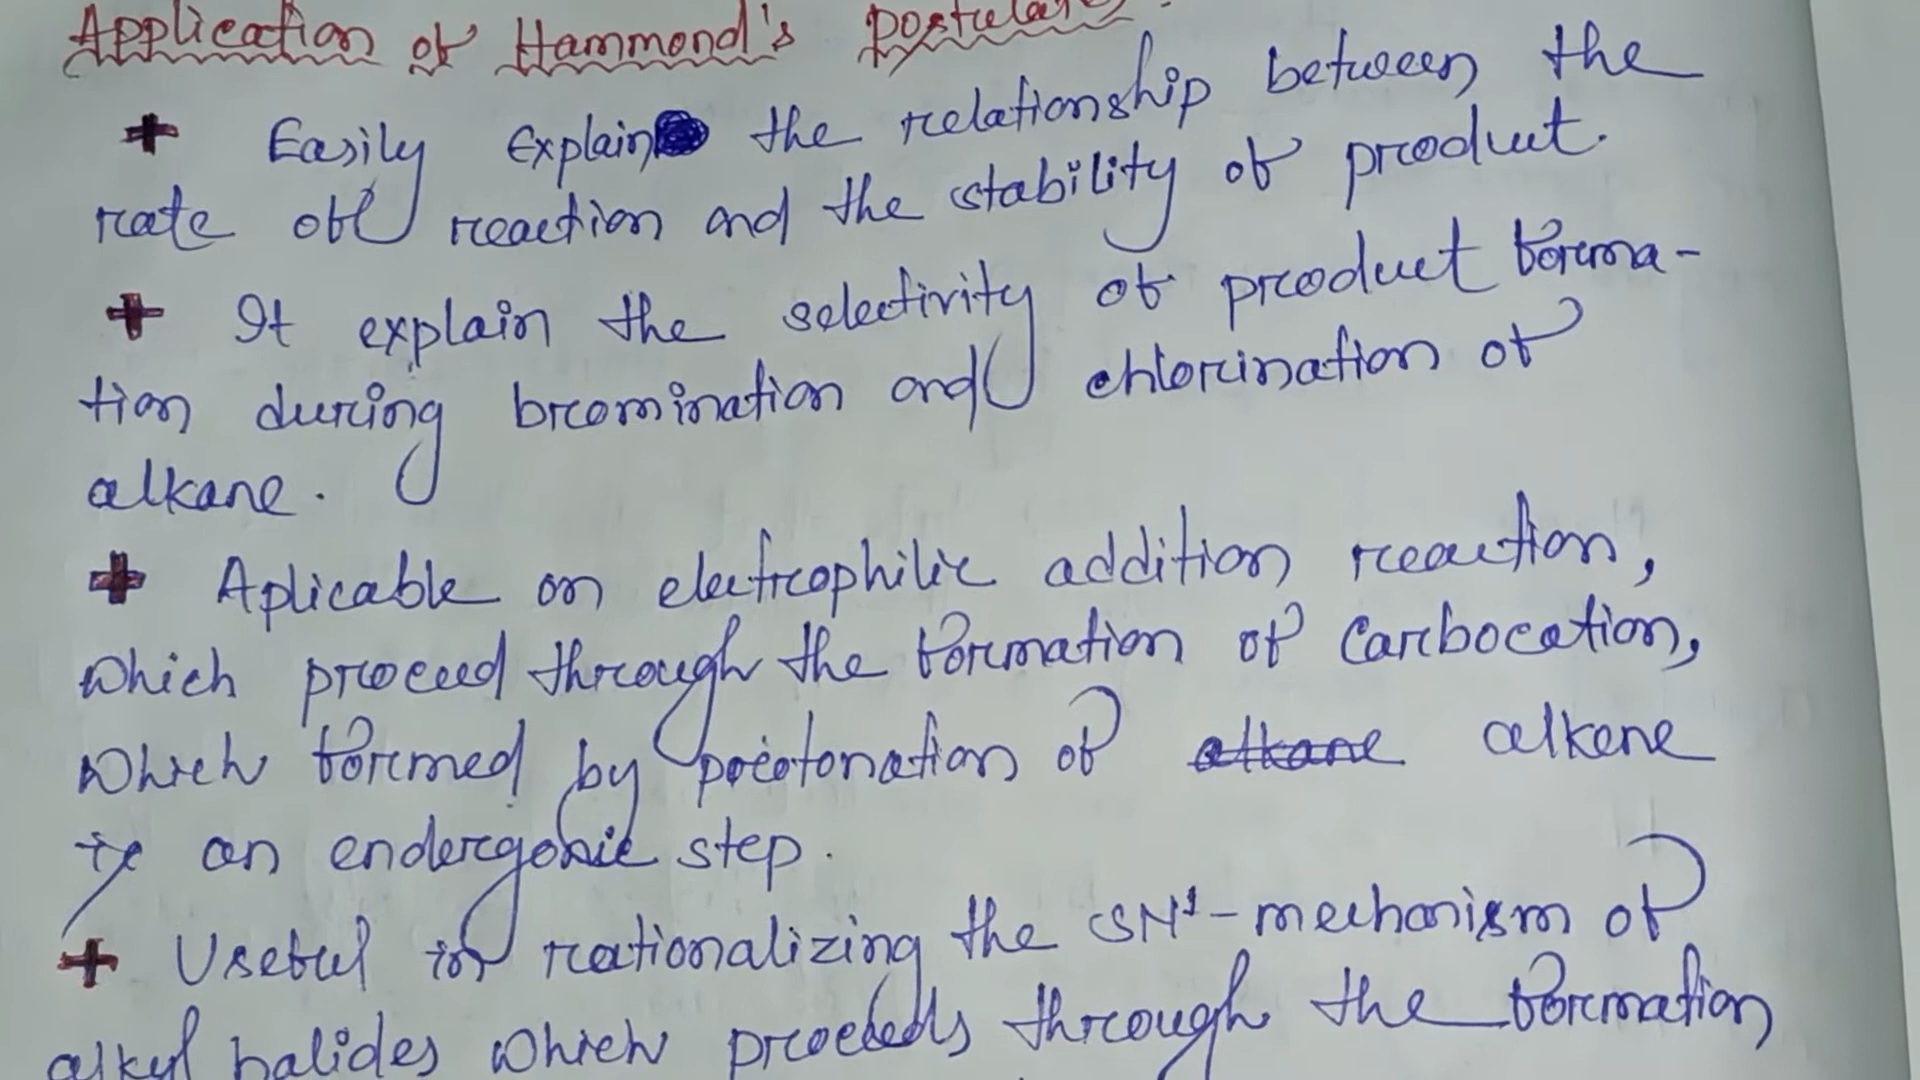 Application of Hammond's Postulate
+ Easily Explain the relationship between the
rate of reaction and the stability of product.
+ It explain the selectivity of product forma-
tion during bromination and chlorination of
alkane.
+ Aplicable on electrophilic addition reaction,
which proceed through the formation of Carbocation,
which formed by protonation of alkane alkene
an endergonic step.
+ Useful for rationalizing the SN¹-mechanism of
alkyl halides which proceeds through the formation